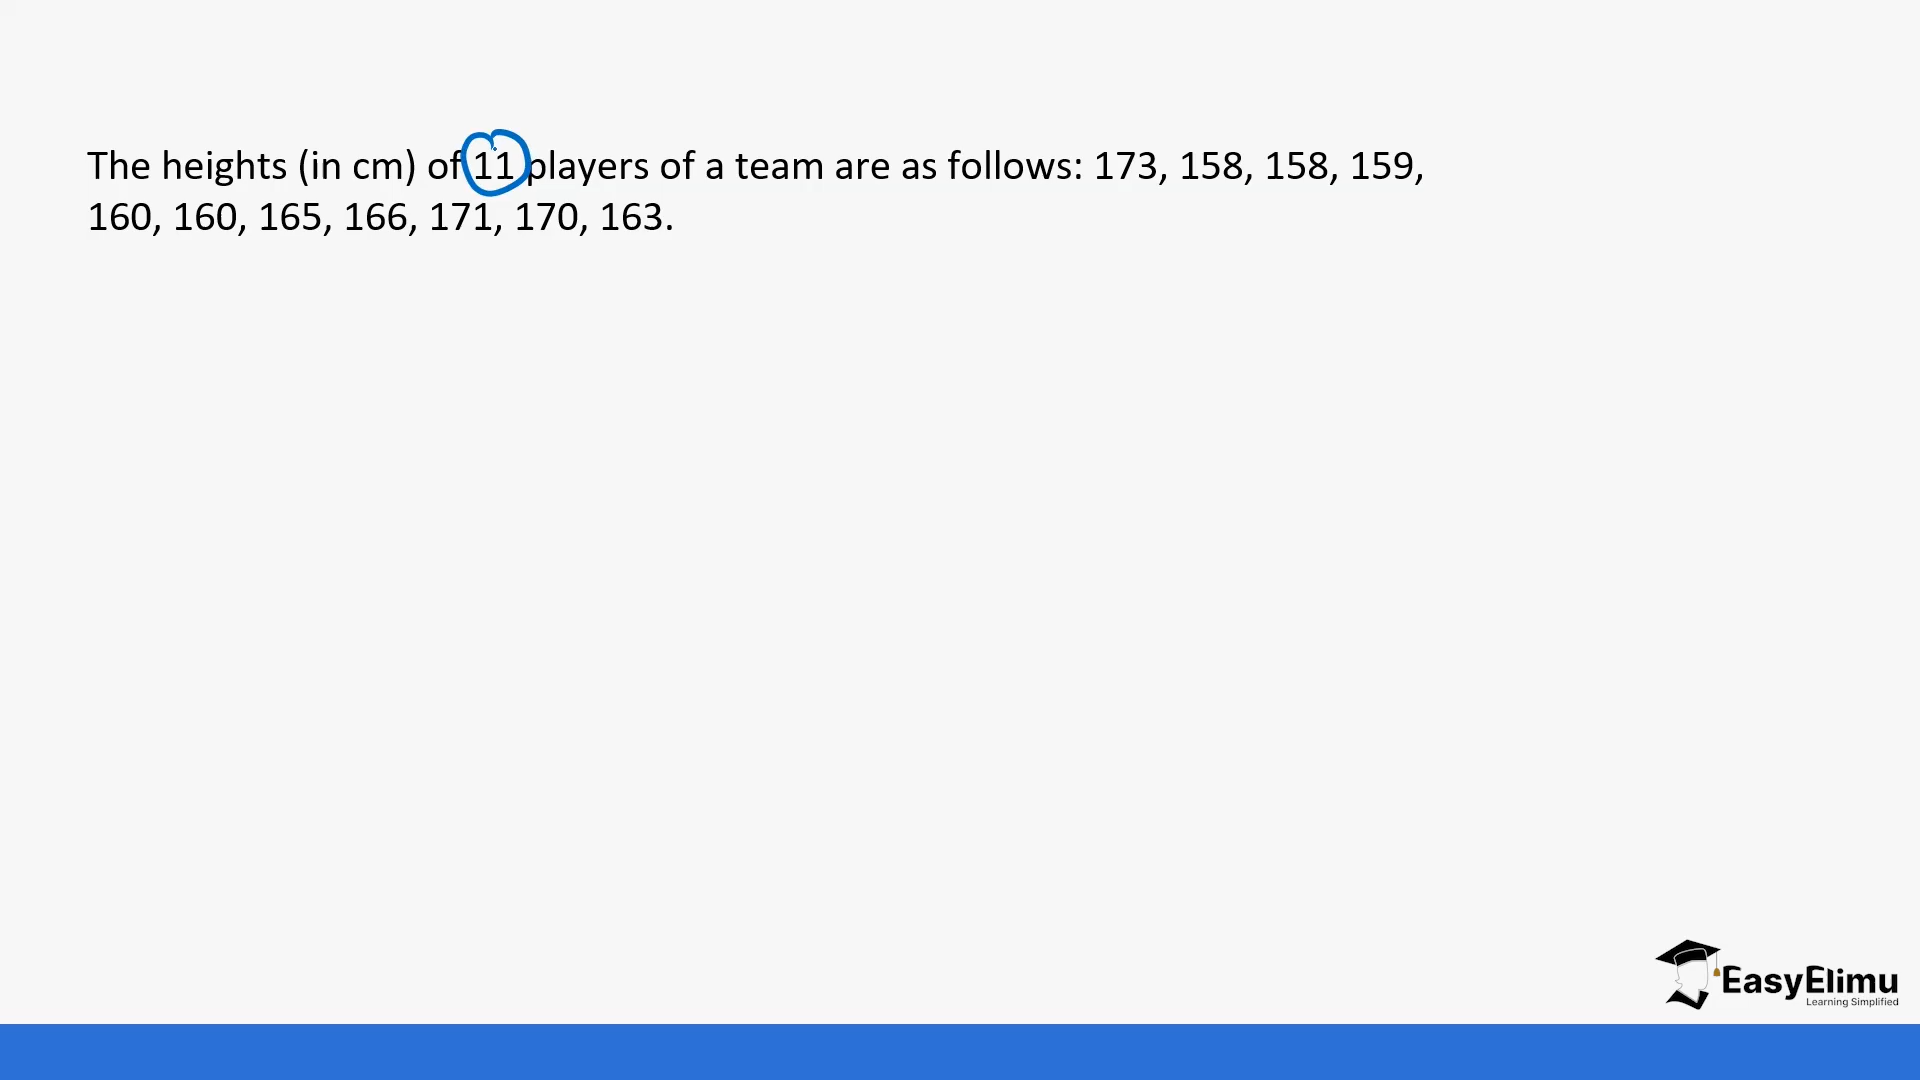 The heights (in cm) of 11 players of a team are as follows: 173, 158, 158, 159,
160, 160, 165, 166, 171, 170, 163.
EasyElimu
Learning Simplified